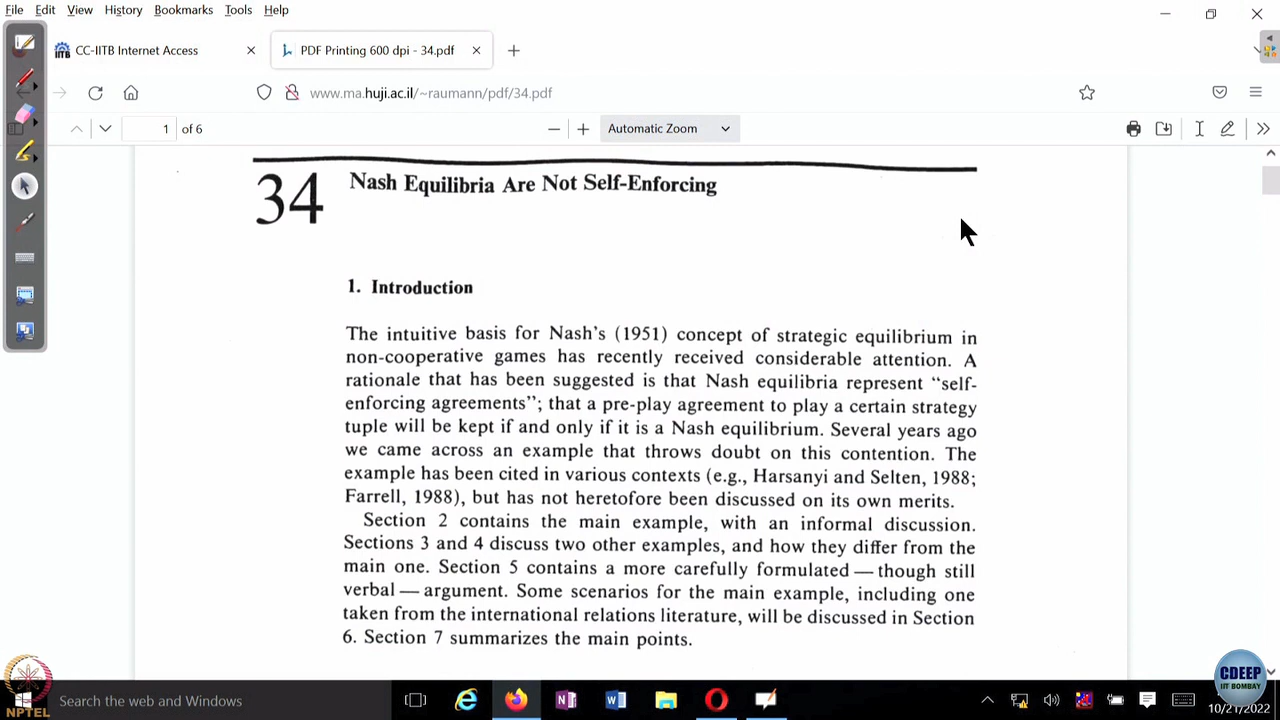 File Edit View History Bookmarks Tools Help
CC-IITB Internet Access
PDF Printing 600 dpi - 34.pdf
www.ma.huji.ac.il/~raumann/pdf/34.pdf
1 of 6
Automatic Zoom
34 Nash Equilibria Are Not Self-Enforcing
1. Introduction
The intuitive basis for Nash's (1951) concept of strategic equilibrium in
non-cooperative games has recently received considerable attention. A
rationale that has been suggested is that Nash equilibria represent “self-
enforcing agreements”; that a pre-play agreement to play a certain strategy
tuple will be kept if and only if it is a Nash equilibrium. Several years ago
we came across an example that throws doubt on this contention. The
example has been cited in various contexts (e.g., Harsanyi and Selten, 1988;
Farrell, 1988), but has not heretofore been discussed on its own merits.
Section 2 contains the main example, with an informal discussion.
Sections 3 and 4 discuss two other examples, and how they differ from the
main one. Section 5 contains a more carefully formulated — though still
verbal — argument. Some scenarios for the main example, including one
taken from the international relations literature, will be discussed in Section
6. Section 7 summarizes the main points.
CDEEP
IIT BOMBAY
NPTEL
Search the web and Windows
10/21/2022